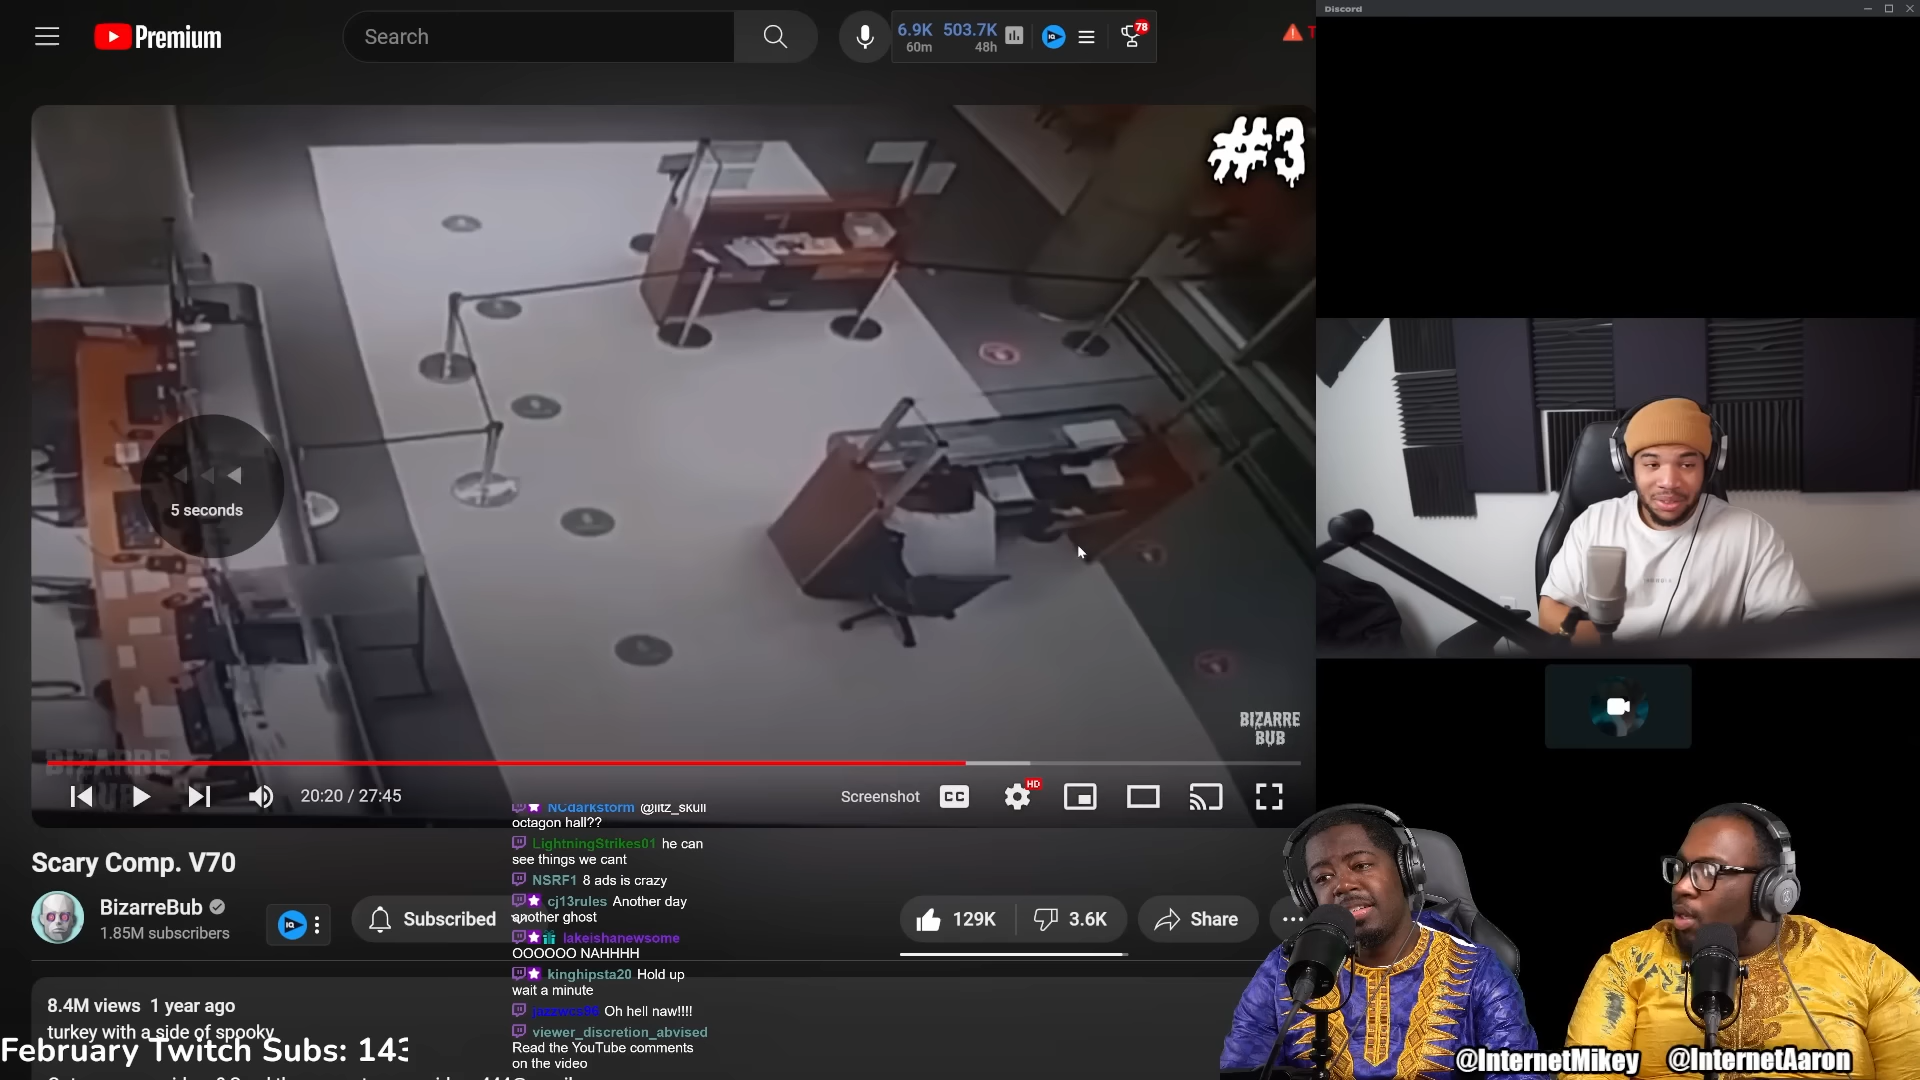 Discord
Premium
Search
6.9K 503.7K
60m 48h
78
#3
5 seconds
BIZARRE
BUB
BIZARRE
20:20 / 27:45
Screenshot
CC
HD
NCdarkstorm @litz_skull
octagon hall??
LightningStrikes01 he can
see things we cant
NSRF1 8 ads is crazy
cj13rules Another day
another ghost
lakeishanewsome
OOOOOO NAHHHH
kinghipsta20 Hold up
wait a minute
jazzwcs96 Oh hell naw!!!!
viewer_discretion_abvised
Read the YouTube comments
on the video
Scary Comp. V70
BizarreBub
1.85M subscribers
Subscribed
129K
3.6K
Share
8.4M views 1 year ago
turkey with a side of spooky
February Twitch Subs: 143
@InternetMikey
@InternetAaron